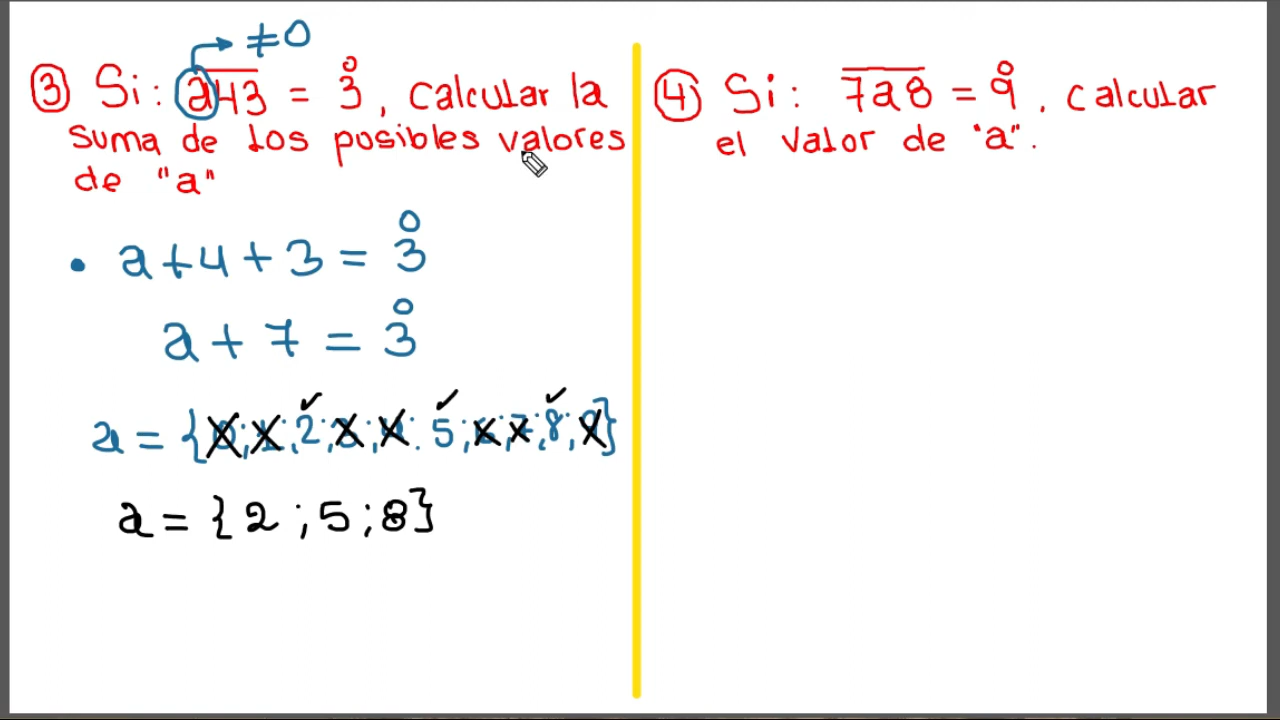 ≠0
③ Si: a43 = 3̊, calcular la
suma de los posibles valores
de "a"
• a+4+3 = 3̊
a + 7 = 3̊
a = {0;1;2;3;4;5;6;7;8;9}
a = {2;5;8}
④ Si: 7a8 = 9̊. calcular
el valor de "a".